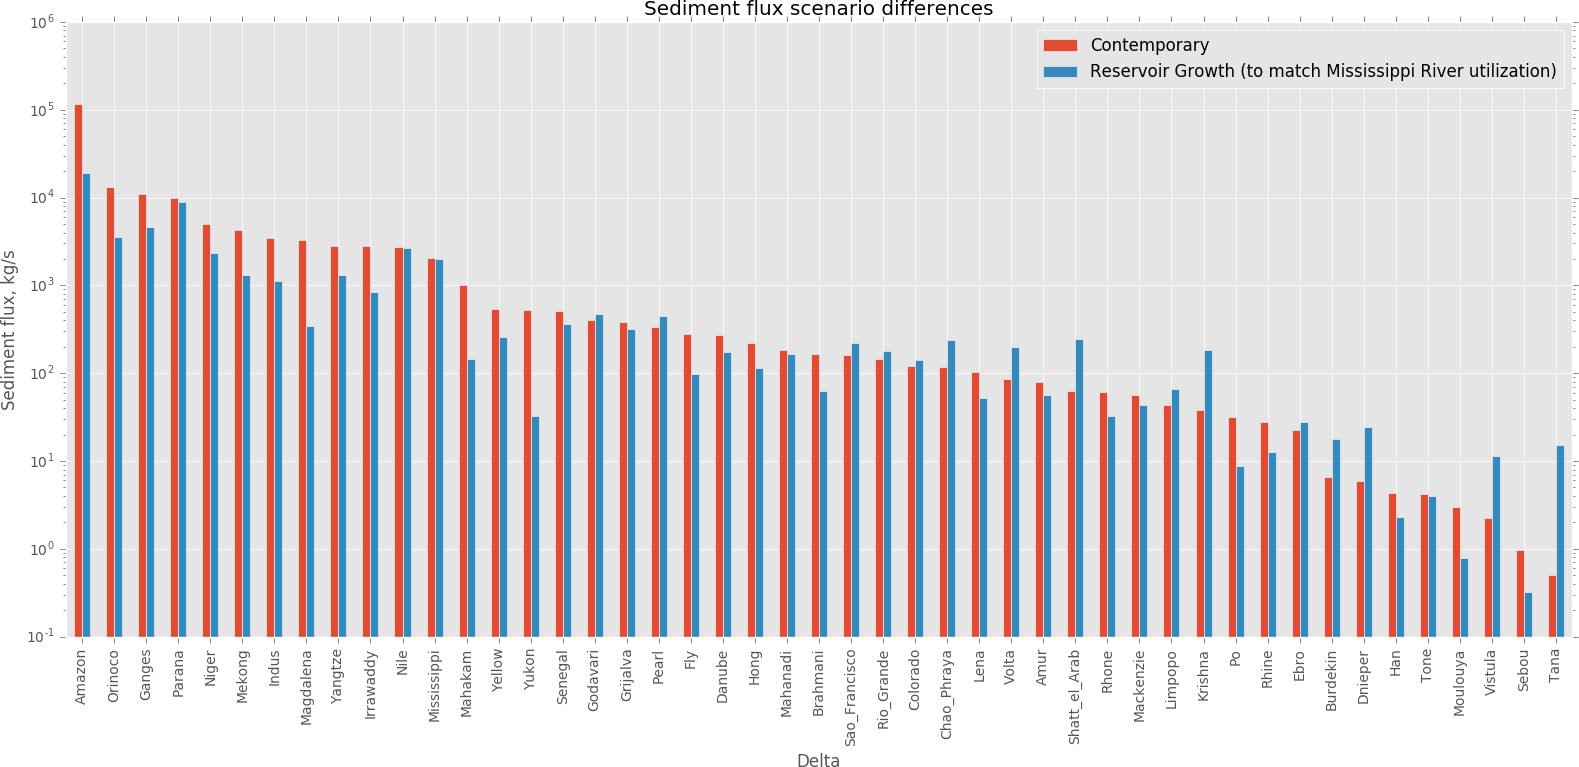 Sediment flux scenario differences
Contemporary
Reservoir Growth (to match Mississippi River utilization)
Sediment flux, kg/s
10^6
10^5
10^4
10^3
10^2
10^1
10^0
10^-1
Amazon
Orinoco
Ganges
Parana
Niger
Mekong
Indus
Magdalena
Yangtze
Irrawaddy
Nile
Mississippi
Mahakam
Yellow
Yukon
Senegal
Godavari
Grijalva
Pearl
Fly
Danube
Hong
Mahanadi
Brahmani
Sao_Francisco
Rio_Grande
Colorado
Chao_Phraya
Lena
Volta
Amur
Shatt_el_Arab
Rhone
Mackenzie
Limpopo
Krishna
Po
Rhine
Ebro
Burdekin
Dnieper
Han
Tone
Moulouya
Vistula
Sebou
Tana
Delta